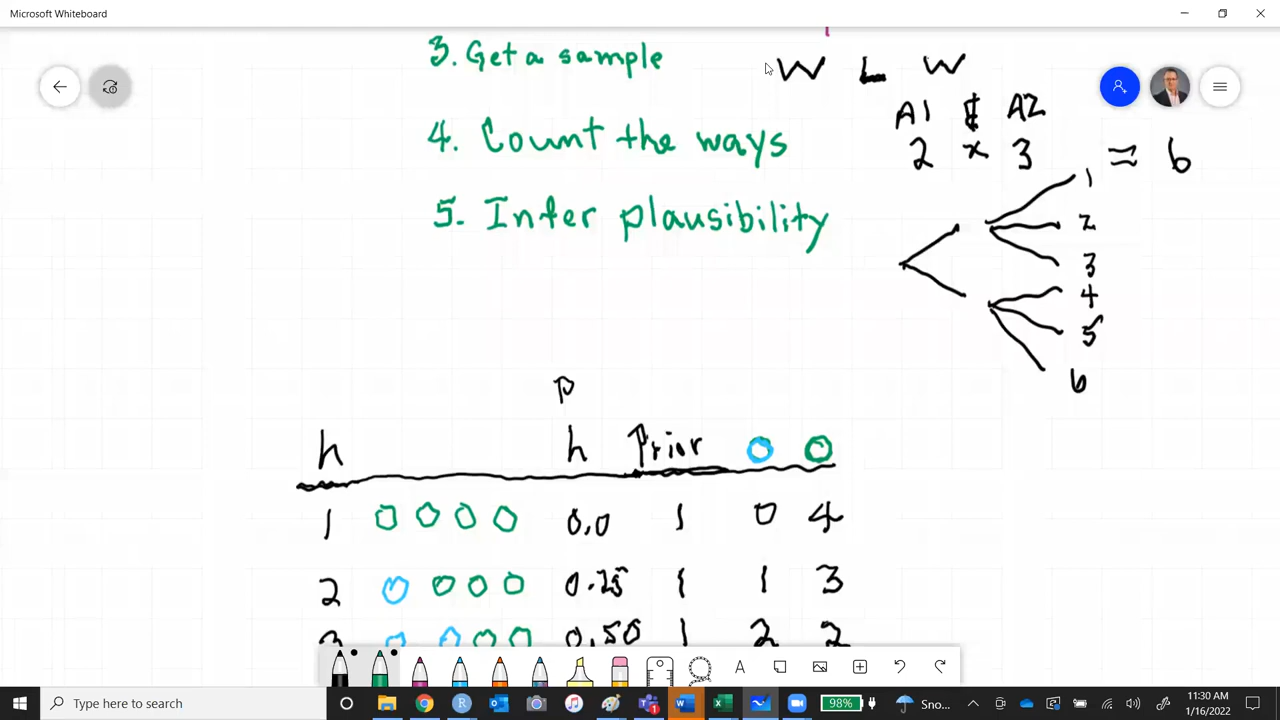 Microsoft Whiteboard
3. Get a sample
W L W
A1 & A2
4. Count the ways
2 x 3 = 6
5. Infer plausibility
1
2
3
4
5
6
p
h h Prior
1 0.0 1 0 4
2 0.25 1 1 3
3 0.50 1 2 2
A
Type here to search
98%
Sno...
11:30 AM
1/16/2022